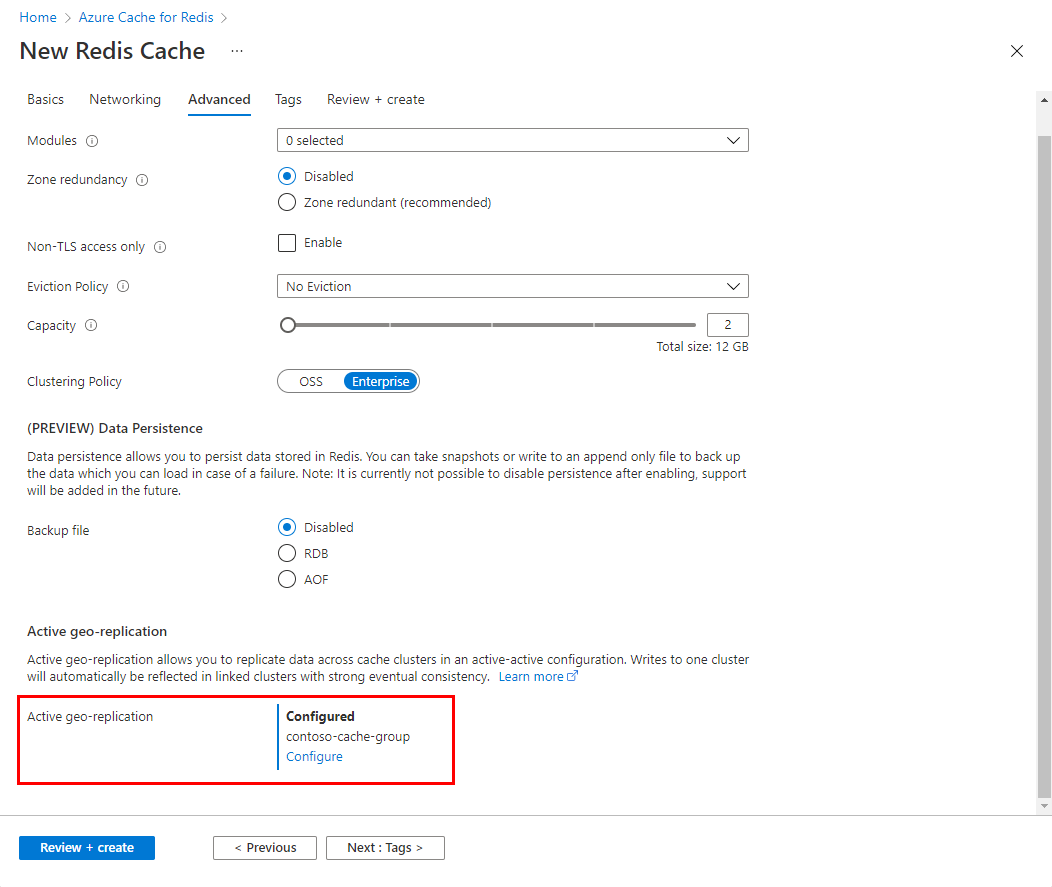 Home > Azure Cache for Redis >
New Redis Cache ...
Basics Networking Advanced Tags Review + create
Modules 0 selected
Zone redundancy Disabled
Zone redundant (recommended)
Non-TLS access only Enable
Eviction Policy No Eviction
Capacity 2
Total size: 12 GB
Clustering Policy OSS Enterprise
(PREVIEW) Data Persistence
Data persistence allows you to persist data stored in Redis. You can take snapshots or write to an append only file to back up
the data which you can load in case of a failure. Note: It is currently not possible to disable persistence after enabling, support
will be added in the future.
Backup file Disabled
RDB
AOF
Active geo-replication
Active geo-replication allows you to replicate data across cache clusters in an active-active configuration. Writes to one cluster
will automatically be reflected in linked clusters with strong eventual consistency. Learn more
Active geo-replication Configured
contoso-cache-group
Configure
Review + create < Previous Next : Tags >